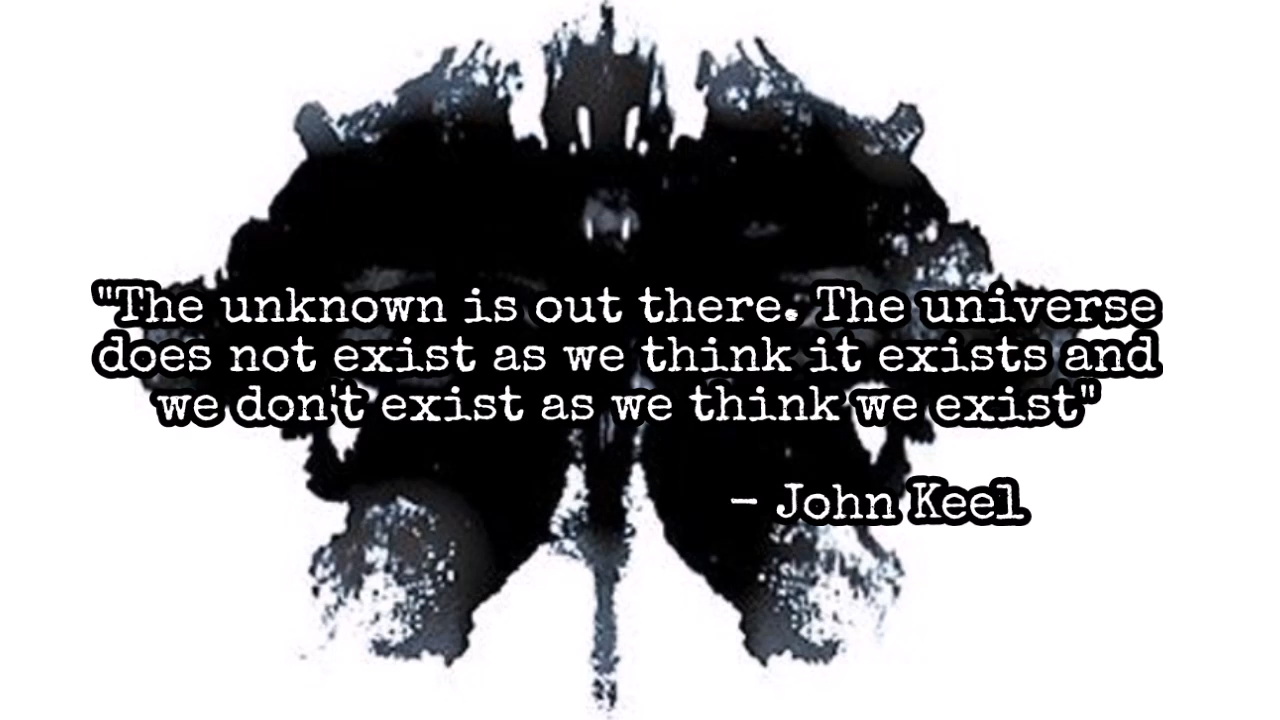 "The unknown is out there. The universe
does not exist as we think it exists and
we don't exist as we think we exist"
- John Keel